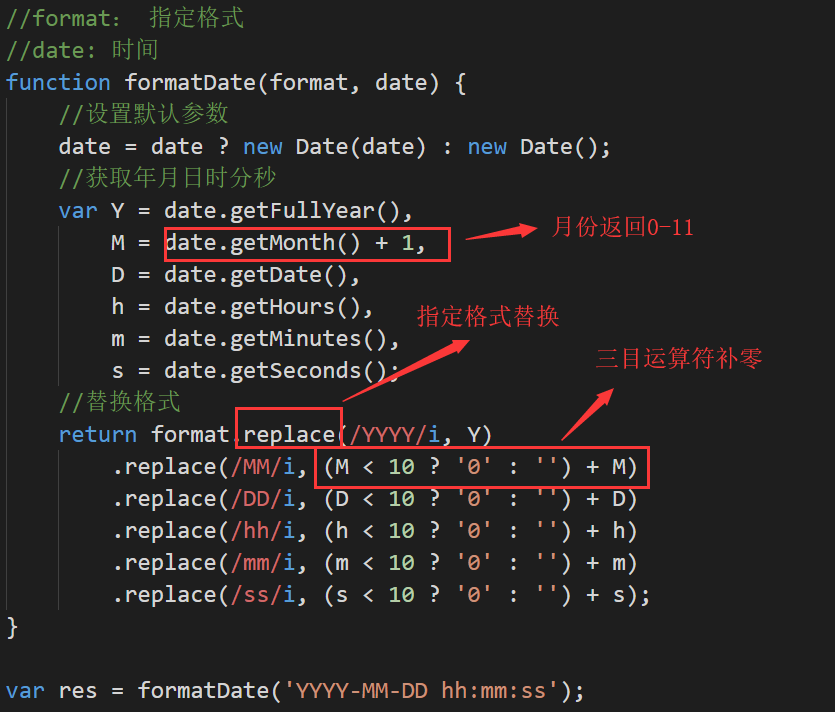 //format： 指定格式
//date: 时间
function formatDate(format, date) {
    //设置默认参数
    date = date ? new Date(date) : new Date();
    //获取年月日时分秒
    var Y = date.getFullYear(),
        M = date.getMonth() + 1,
月份返回0-11
        D = date.getDate(),
        h = date.getHours(),
指定格式替换
        m = date.getMinutes(),
三目运算符补零
        s = date.getSeconds();
    //替换格式
    return format.replace(/YYYY/i, Y)
        .replace(/MM/i, (M < 10 ? '0' : '') + M)
        .replace(/DD/i, (D < 10 ? '0' : '') + D)
        .replace(/hh/i, (h < 10 ? '0' : '') + h)
        .replace(/mm/i, (m < 10 ? '0' : '') + m)
        .replace(/ss/i, (s < 10 ? '0' : '') + s);
}
var res = formatDate('YYYY-MM-DD hh:mm:ss');